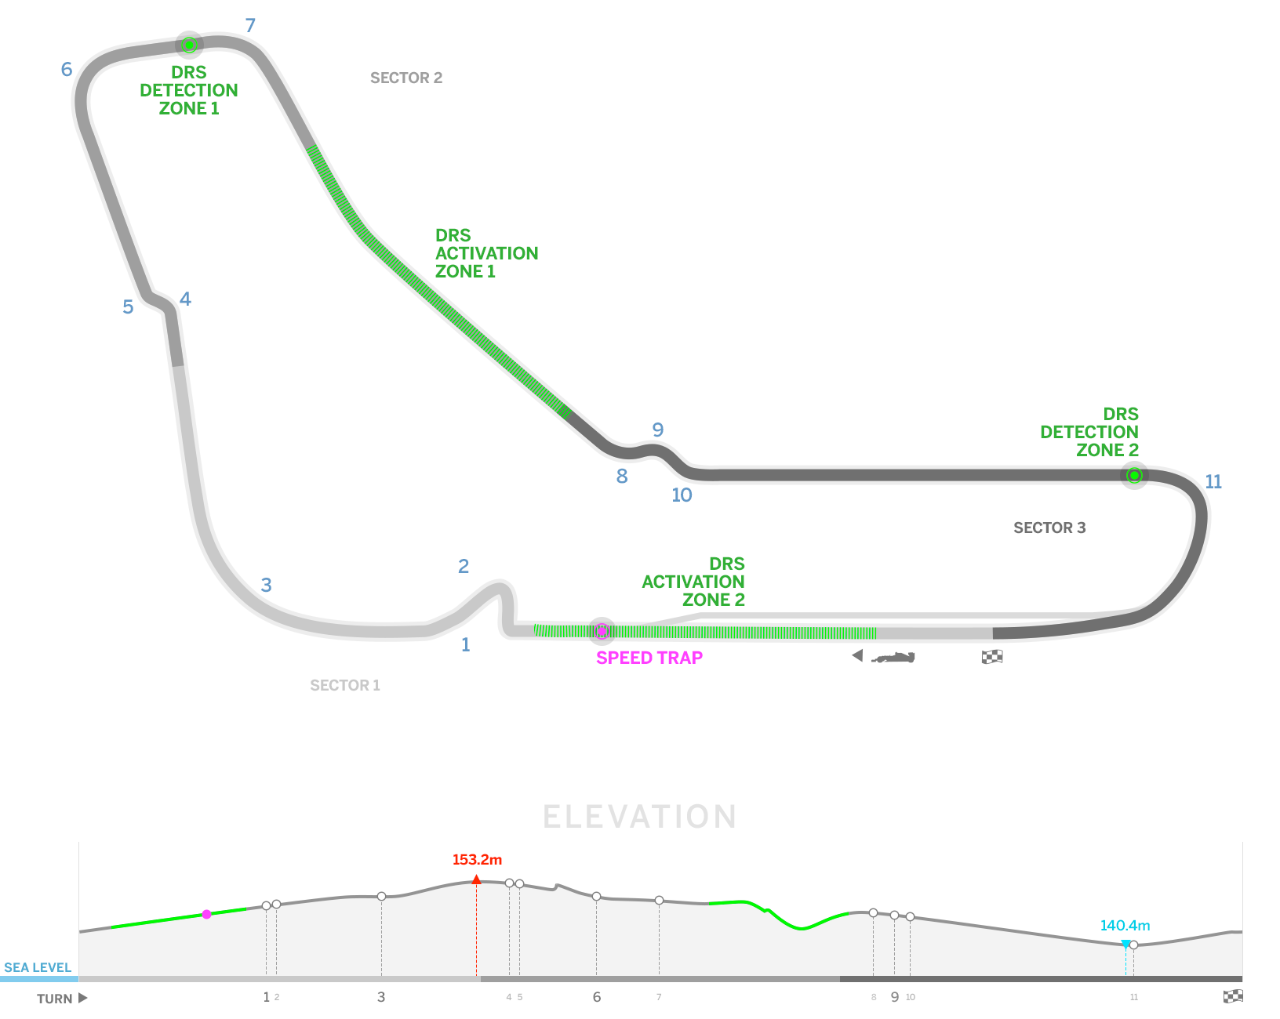 7
6
SECTOR 2
DRS
DETECTION
ZONE 1
DRS
ACTIVATION
ZONE 1
5
4
DRS
DETECTION
ZONE 2
9
8
10
11
SECTOR 3
3
2
DRS
ACTIVATION
ZONE 2
1
SPEED TRAP
SECTOR 1
ELEVATION
153.2m
140.4m
SEA LEVEL
TURN 1 2 3 4 5 6 7 8 9 10 11